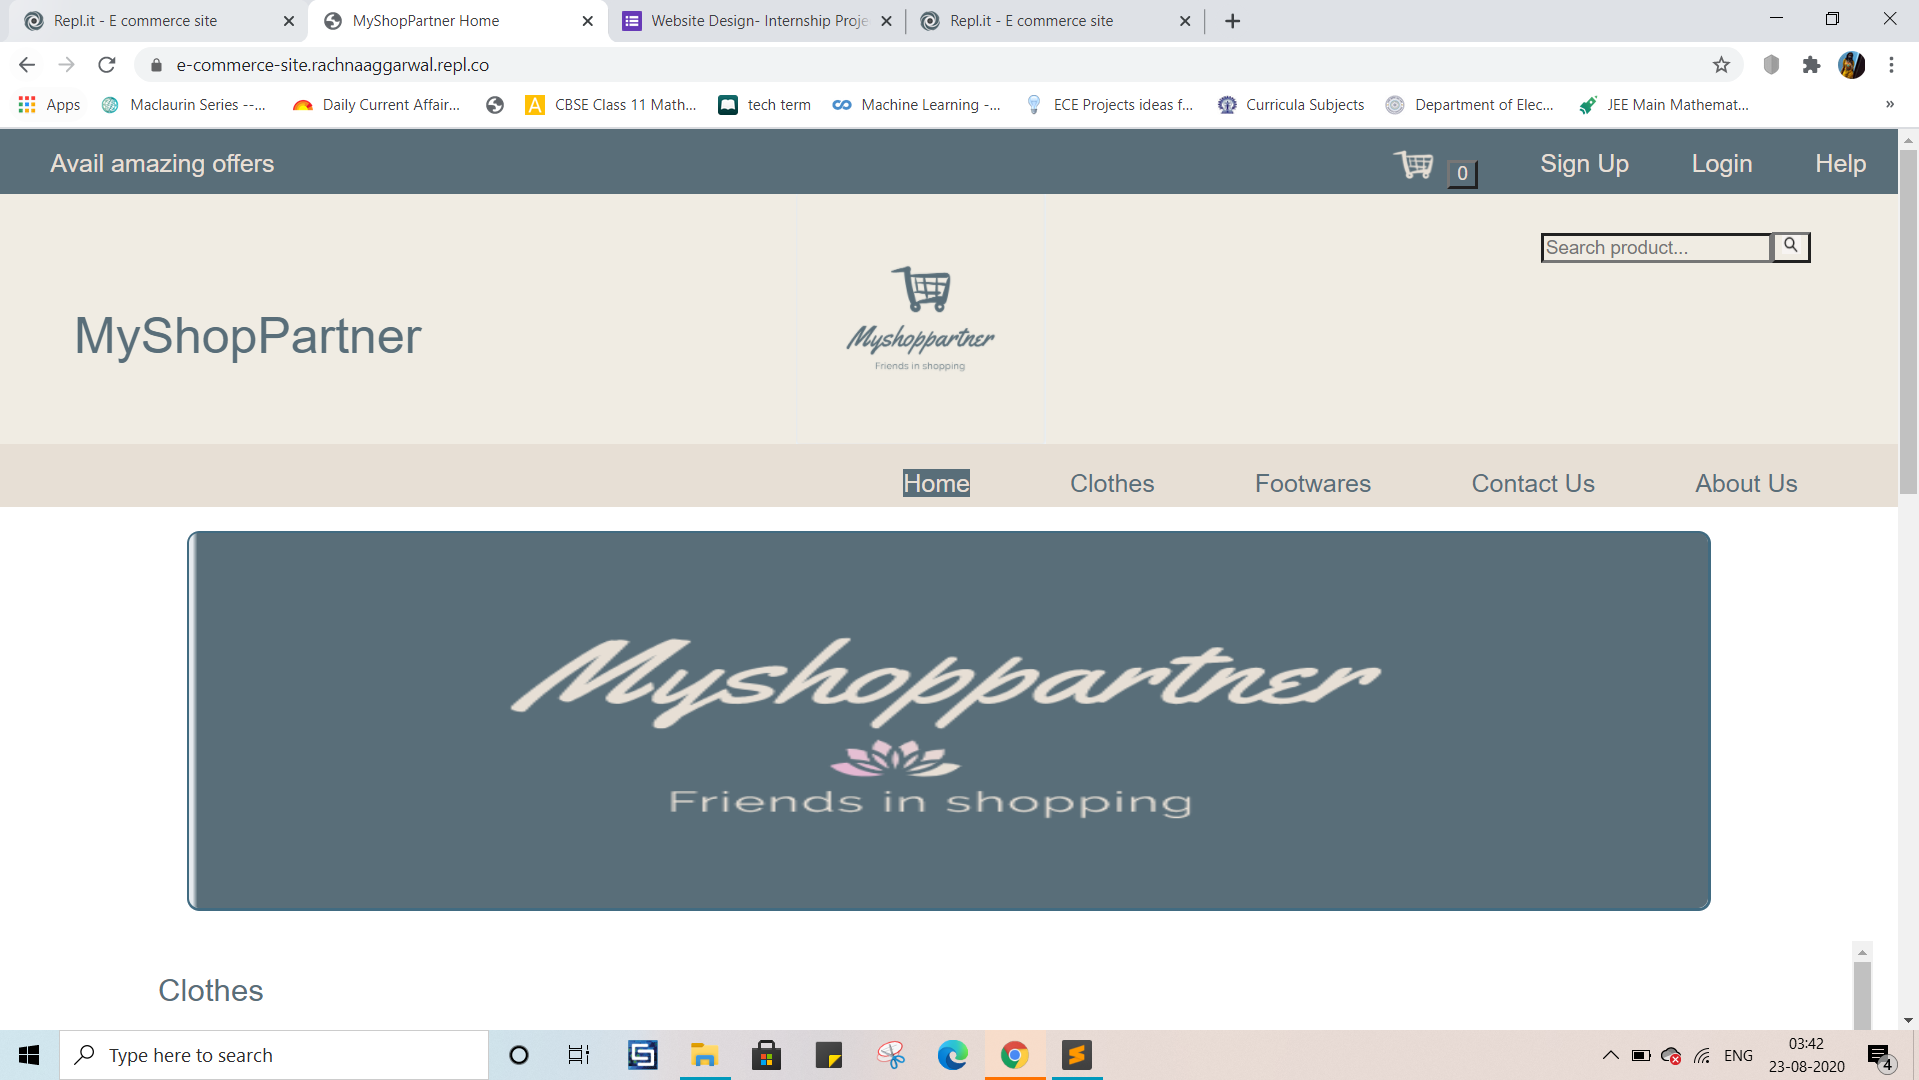 Repl.it - E commerce site
MyShopPartner Home
Website Design- Internship Proje
Repl.it - E commerce site
e-commerce-site.rachnaaggarwal.repl.co
Apps
Maclaurin Series --...
Daily Current Affair...
CBSE Class 11 Math...
tech term
Machine Learning -...
ECE Projects ideas f...
Curricula Subjects
Department of Elec...
JEE Main Mathemat...
»
Avail amazing offers
0
Sign Up
Login
Help
Search product...
MyShopPartner
Myshoppartner
Friends in shopping
Home
Clothes
Footwares
Contact Us
About Us
Myshoppartner
Friends in shopping
Clothes
Type here to search
ENG
03:42
23-08-2020
4